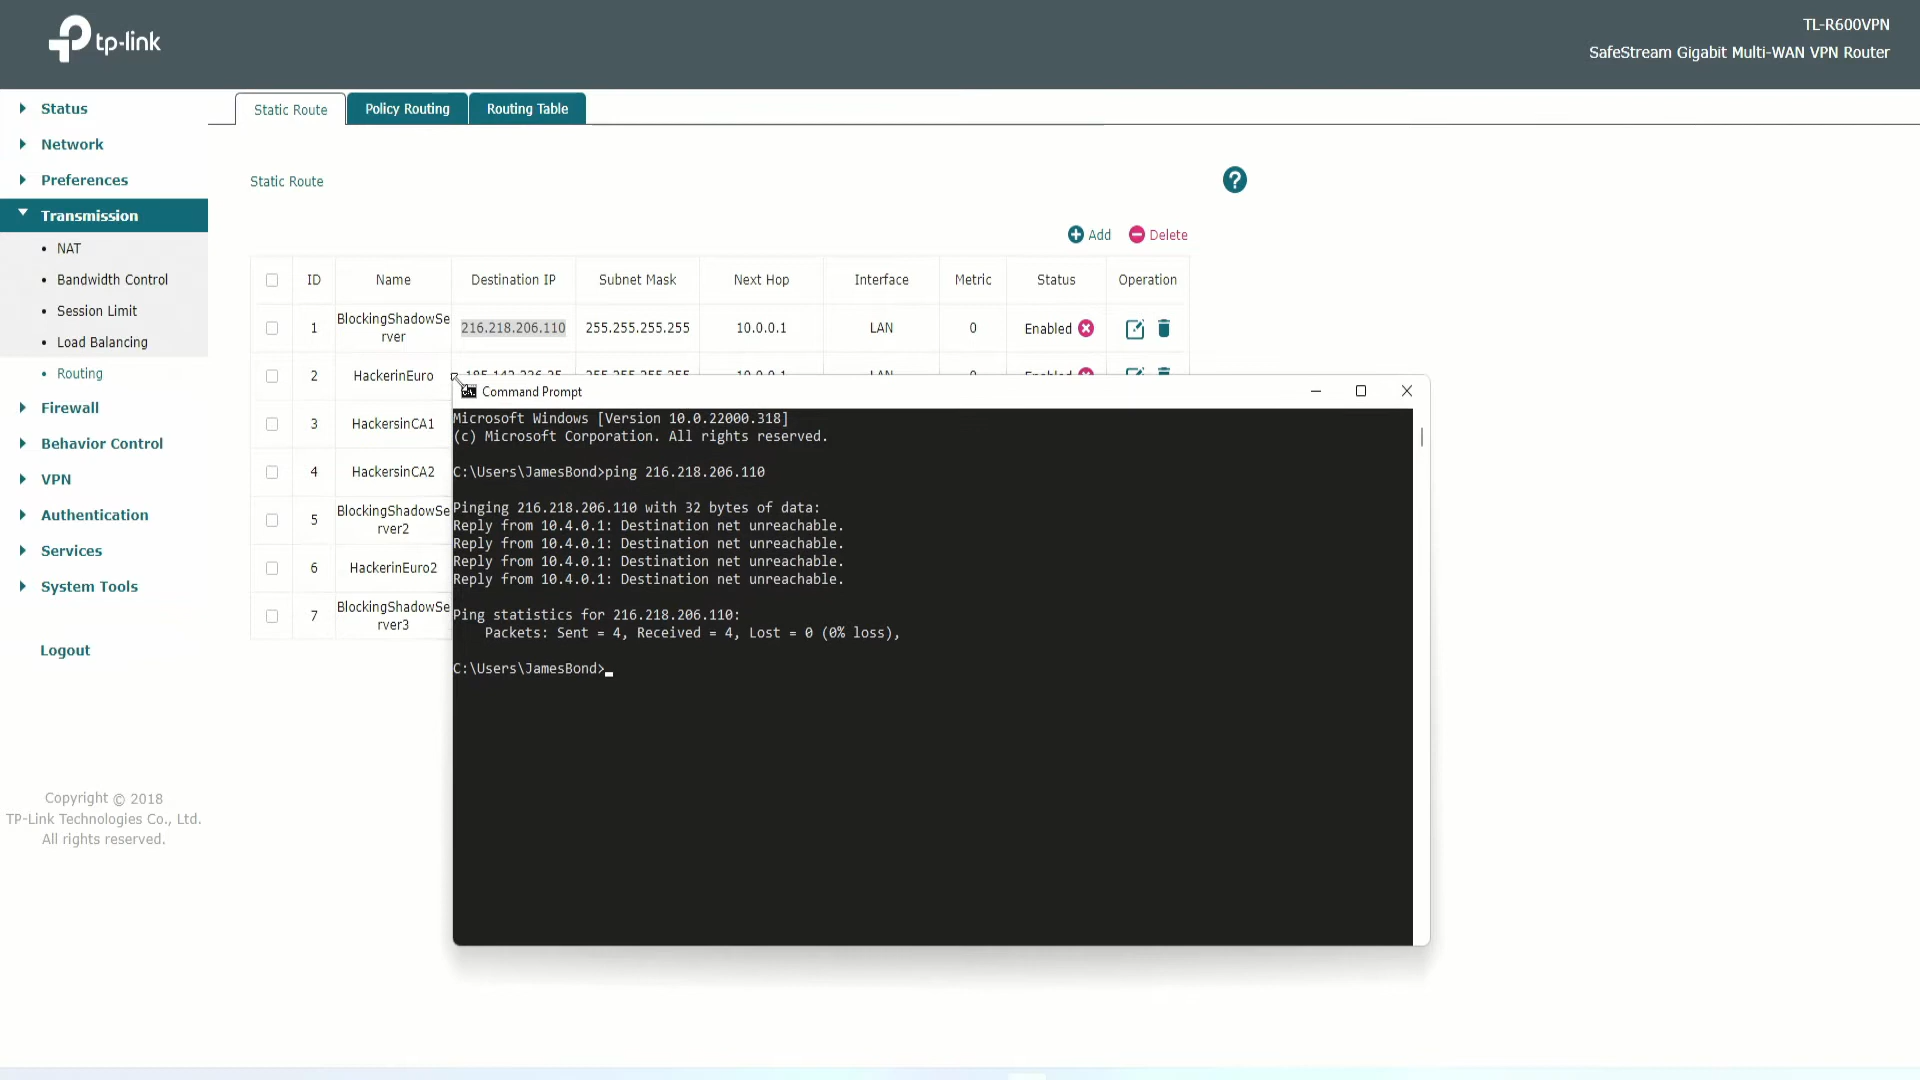 tp-link
TL-R600VPN
SafeStream Gigabit Multi-WAN VPN Router
Status
Network
Preferences
Transmission
NAT
Bandwidth Control
Session Limit
Load Balancing
Routing
Firewall
Behavior Control
VPN
Authentication
Services
System Tools
Logout
Copyright © 2018
TP-Link Technologies Co., Ltd.
All rights reserved.
Static Route Policy Routing Routing Table
Static Route
?
Add Delete
ID Name Destination IP Subnet Mask Next Hop Interface Metric Status Operation
1 BlockingShadowSe
rver 216.218.206.110 255.255.255.255 10.0.0.1 LAN 0 Enabled
2 HackerinEuro
3 HackersinCA1
4 HackersinCA2
5 BlockingShadowSe
rver2
6 HackerinEuro2
7 BlockingShadowSe
rver3
Command Prompt
Microsoft Windows [Version 10.0.22000.318]
(c) Microsoft Corporation. All rights reserved.
C:\Users\JamesBond>ping 216.218.206.110
Pinging 216.218.206.110 with 32 bytes of data:
Reply from 10.4.0.1: Destination net unreachable.
Reply from 10.4.0.1: Destination net unreachable.
Reply from 10.4.0.1: Destination net unreachable.
Reply from 10.4.0.1: Destination net unreachable.
Ping statistics for 216.218.206.110:
Packets: Sent = 4, Received = 4, Lost = 0 (0% loss),
C:\Users\JamesBond>